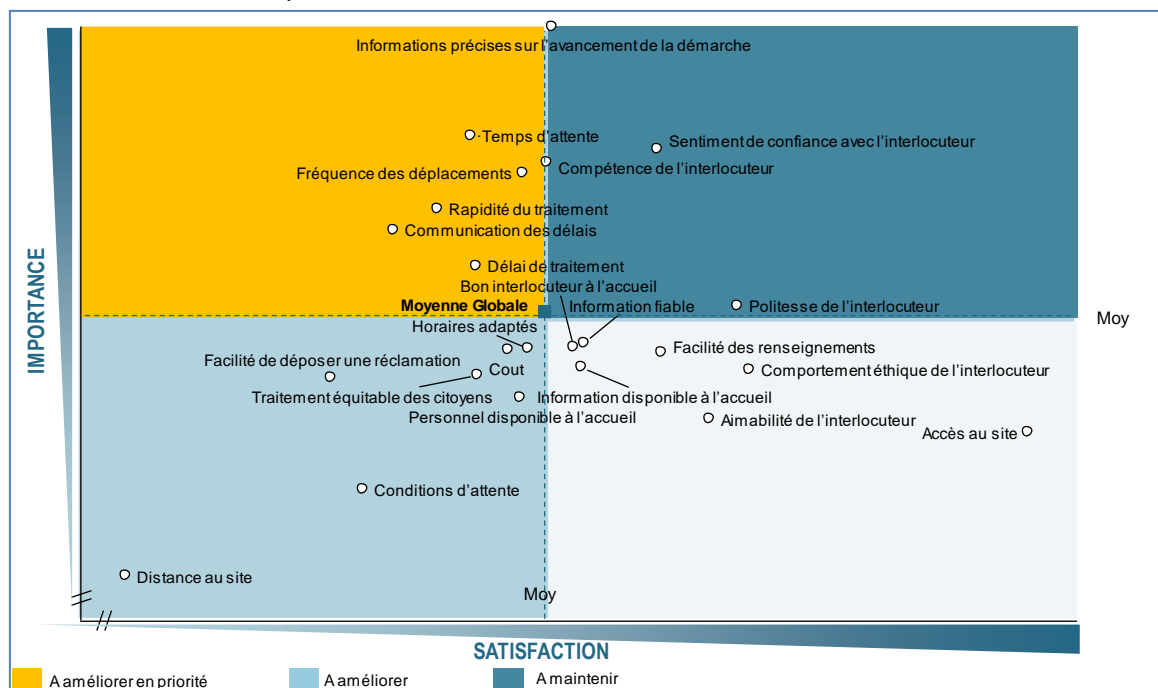 Informations précises sur l'avancement de la démarche
Temps d'attente
Sentiment de confiance avec l'interlocuteur
Compétence de l'interlocuteur
Fréquence des déplacements
Rapidité du traitement
Communication des délais
Délai de traitement
Bon interlocuteur à l'accueil
Moyenne Globale
Information fiable
Politesse de l'interlocuteur
Moy
IMPORTANCE
Horaires adaptés
Facilité des renseignements
Facilité de déposer une réclamation
Cout
Comportement éthique de l'interlocuteur
Traitement équitable des citoyens
Information disponible à l'accueil
Personnel disponible à l'accueil
Aimabilité de l'interlocuteur
Accès au site
Conditions d'attente
Distance au site
Moy
SATISFACTION
A améliorer en priorité
A améliorer
A maintenir